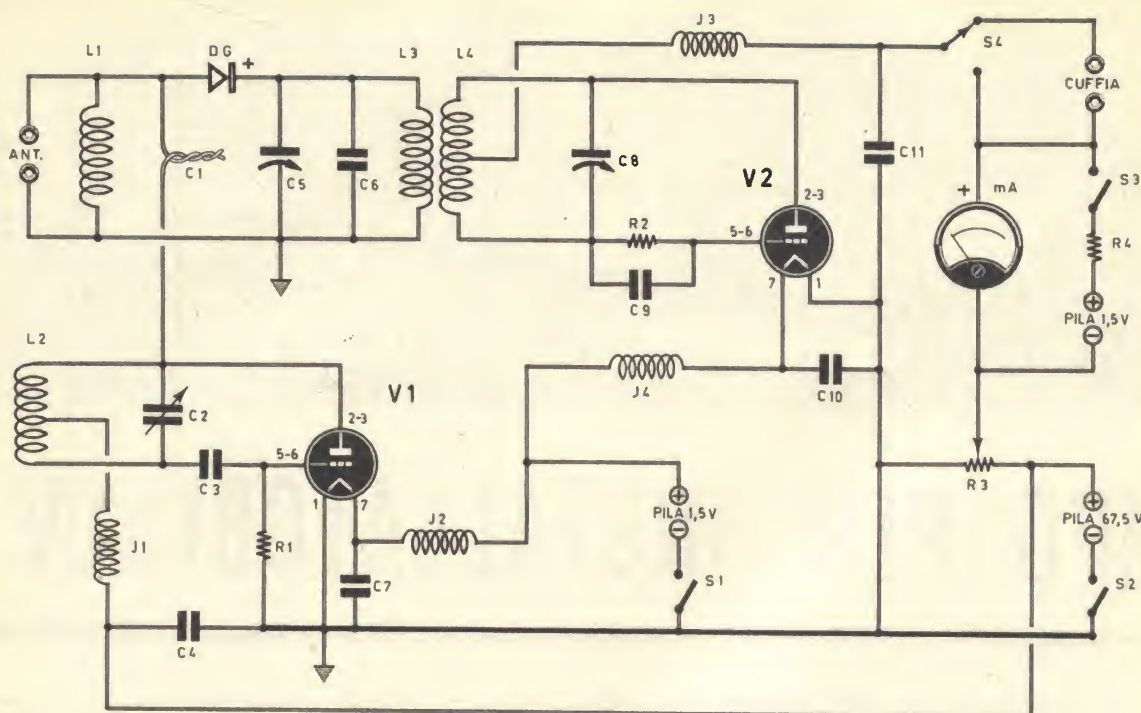 L1
DG +
L3
L4
J3
S4
CUFFIA
ANT.
C1
C5
C6
C8
V2
2-3
C11
+ mA
S3
R2
5-6
R4
7
1
C9
+
PILA 1,5 V
−
L2
V1
J4
C10
C2
2-3
5-6
C3
1
7
R3
+
PILA 1,5 V
−
+
PILA 67,5 V
−
J1
R1
J2
C7
S1
S2
C4